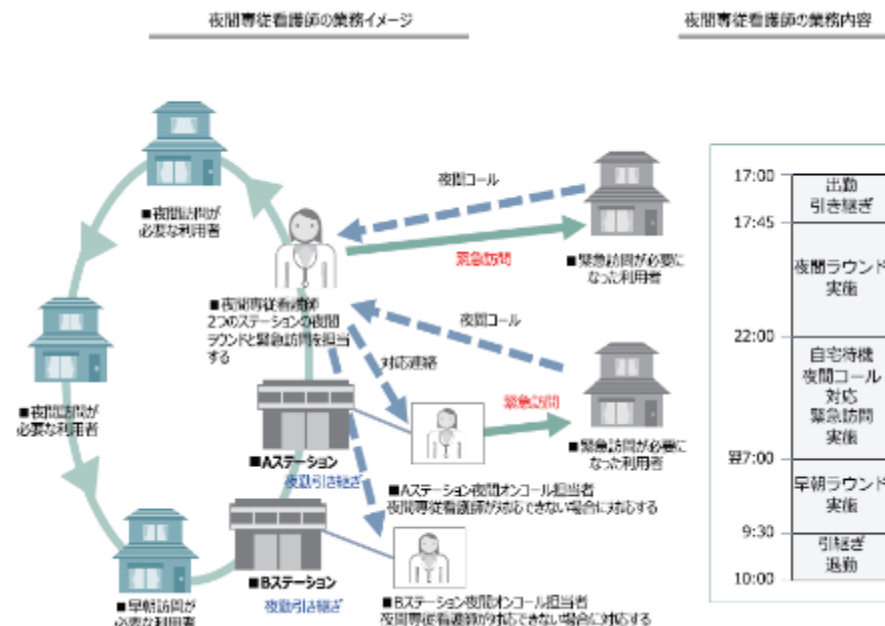 夜間専従看護師の業務イメージ
夜間専従看護師の業務内容
夜間コール
緊急訪問
■夜間訪問が
必要な利用者
■緊急訪問が必要に
なった利用者
■夜間専従看護師
2つのステーションの夜間
ラウンドと緊急訪問を担当
する
夜間コール
対応連絡
緊急訪問
■夜間訪問が
必要な利用者
■Aステーション
夜勤引き継ぎ
■緊急訪問が必要に
なった利用者
■Aステーション夜間オンコール担当者
夜間専従看護師が対応できない場合に対応する
■Bステーション
夜勤引き継ぎ
■早朝訪問が
必要な利用者
■Bステーション夜間オンコール担当者
夜間専従看護師が対応できない場合に対応する
17:00
出勤
引き継ぎ
17:45
夜間ラウンド
実施
22:00
自宅待機
夜間コール
対応
緊急訪問
実施
翌7:00
早朝ラウンド
実施
9:30
引継ぎ
退勤
10:00